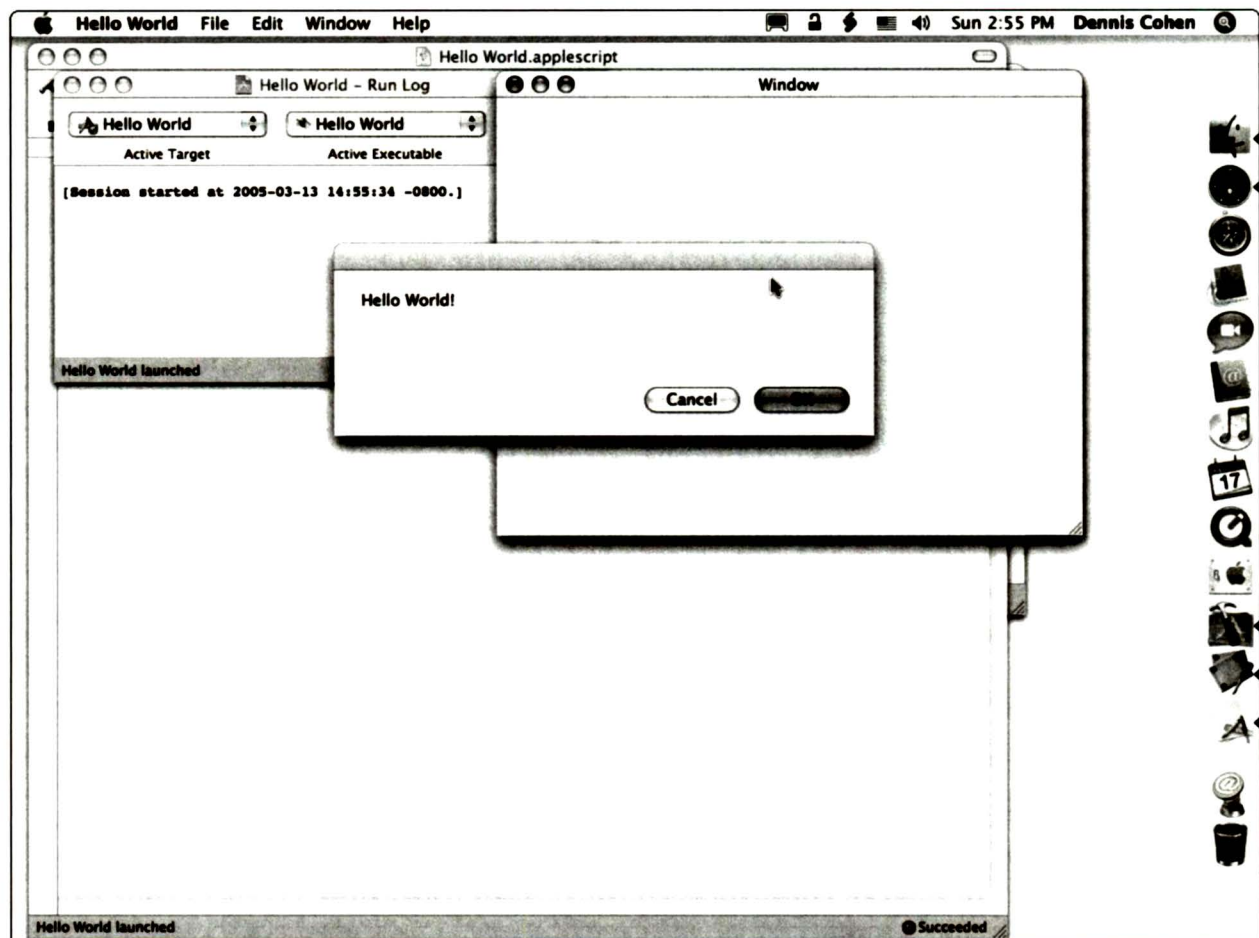 Hello World File Edit Window Help Sun 2:55 PM Dennis Cohen
Hello World.applescript
Hello World – Run Log
Window
Hello World
Hello World
Active Target
Active Executable
[Session started at 2005-03-13 14:55:34 -0800.]
Hello World!
Cancel
Hello World launched
17
Hello World launched
Succeeded